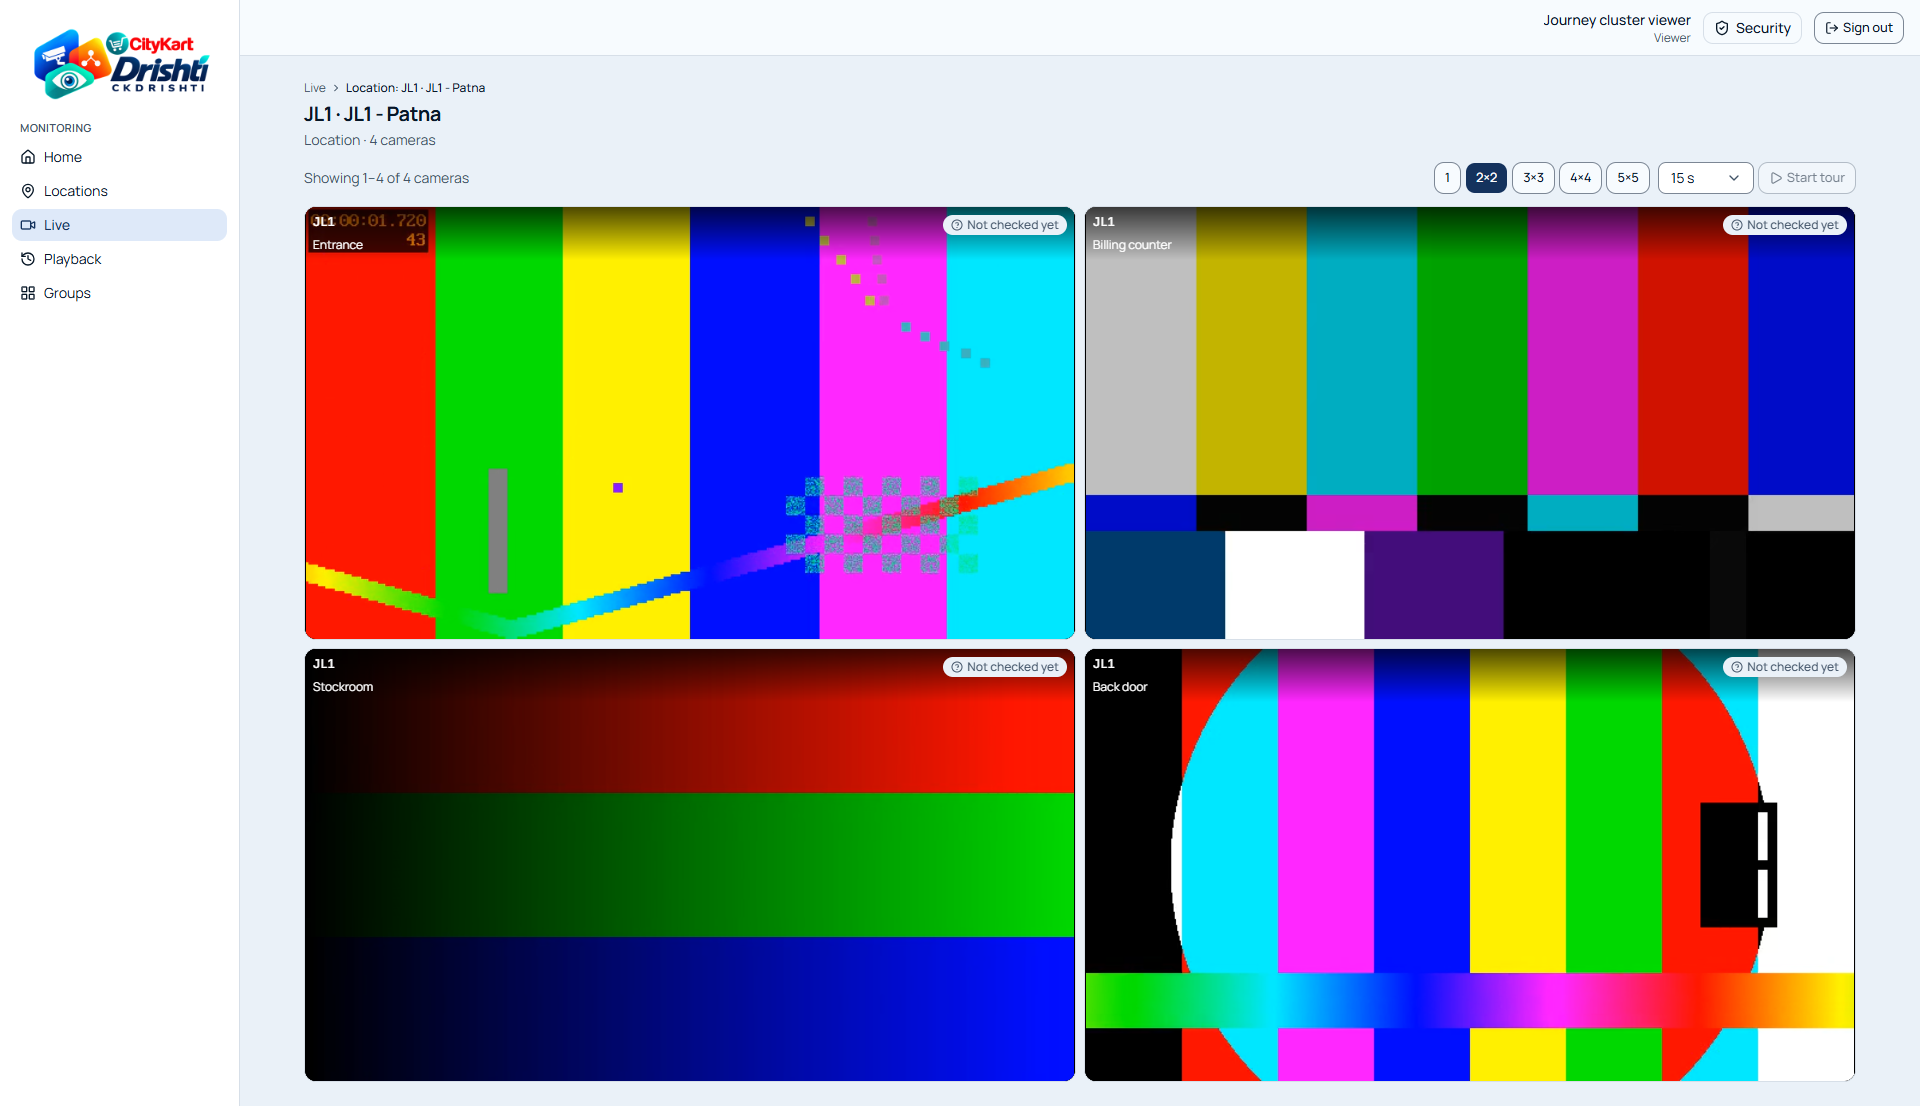 CityKart
Drishti
CKDRISHTI
MONITORING
Home
Locations
Live
Playback
Groups
Journey cluster viewer
Viewer
Security
Sign out
Live > Location: JL1 · JL1 - Patna
JL1 · JL1 - Patna
Location · 4 cameras
Showing 1–4 of 4 cameras
1
2×2
3×3
4×4
5×5
15 s
Start tour
JL1
:00:01.720
43
Entrance
Not checked yet
JL1
Billing counter
Not checked yet
JL1
Stockroom
Not checked yet
JL1
Back door
Not checked yet